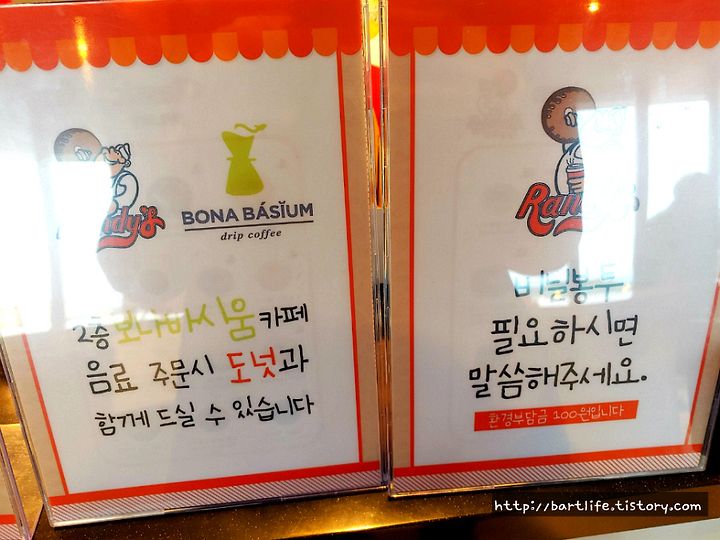 BONA BÁSĬUM
drip coffee
2층 보나바시움 카페
음료 주문시 도넛과
함께 드실 수 있습니다
비닐봉투
필요하시면
말씀해주세요.
환경부담금 100원입니다
http://bartlife.tistory.com